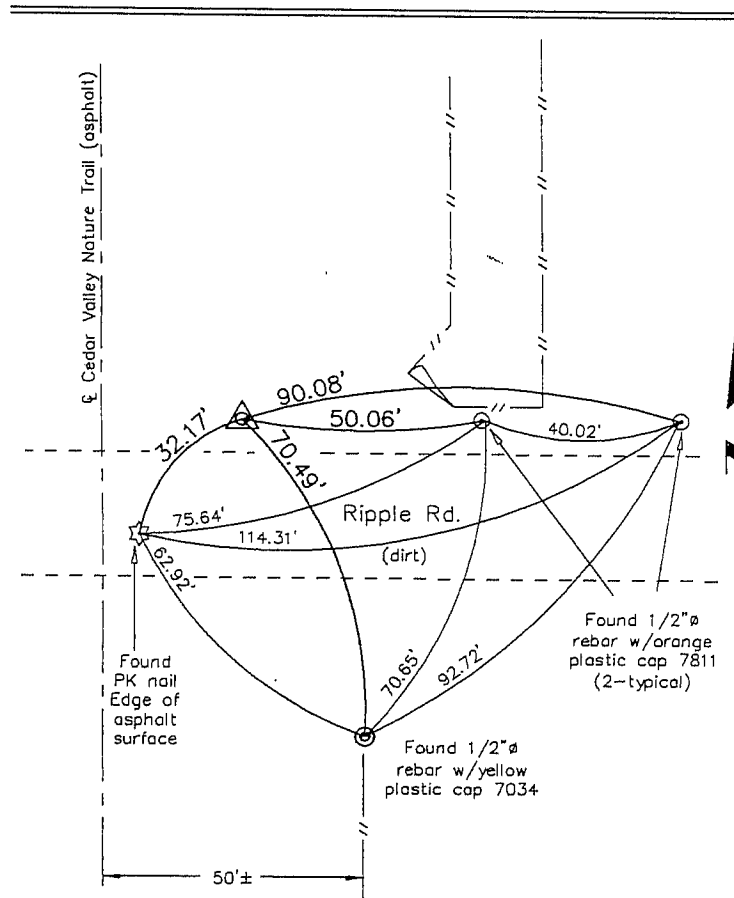 ℄ Cedar Valley Nature Trail (asphalt)
90.08'
50.06'
40.02'
32.17'
70.49'
75.64'
Ripple Rd.
114.31'
(dirt)
62.92'
70.65'
92.72'
Found
PK nail
Edge of
asphalt
surface
Found 1/2"ø
rebar w/orange
plastic cap 7811
(2-typical)
Found 1/2"ø
rebar w/yellow
plastic cap 7034
50'±